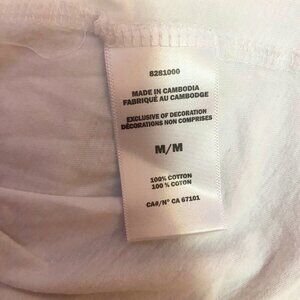 8281000
MADE IN CAMBODIA
FABRIQUÉ AU CAMBODGE
EXCLUSIVE OF DECORATION
DÉCORATIONS NON COMPRISES
M/M
100% COTTON
100 % COTON
CA#/N° CA 67101